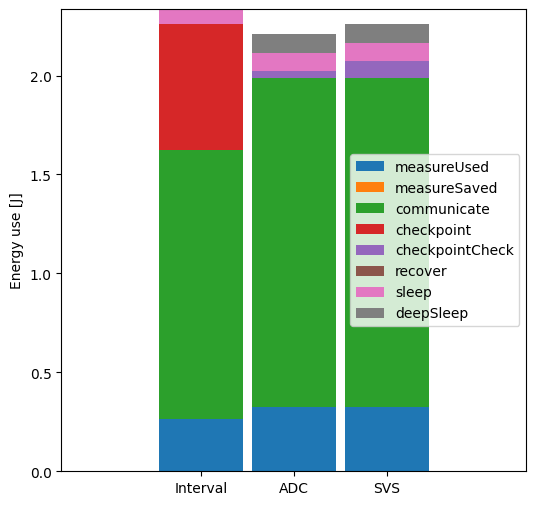 Energy use [J]
2.0
1.5
1.0
0.5
0.0
measureUsed
measureSaved
communicate
checkpoint
checkpointCheck
recover
sleep
deepSleep
Interval
ADC
SVS